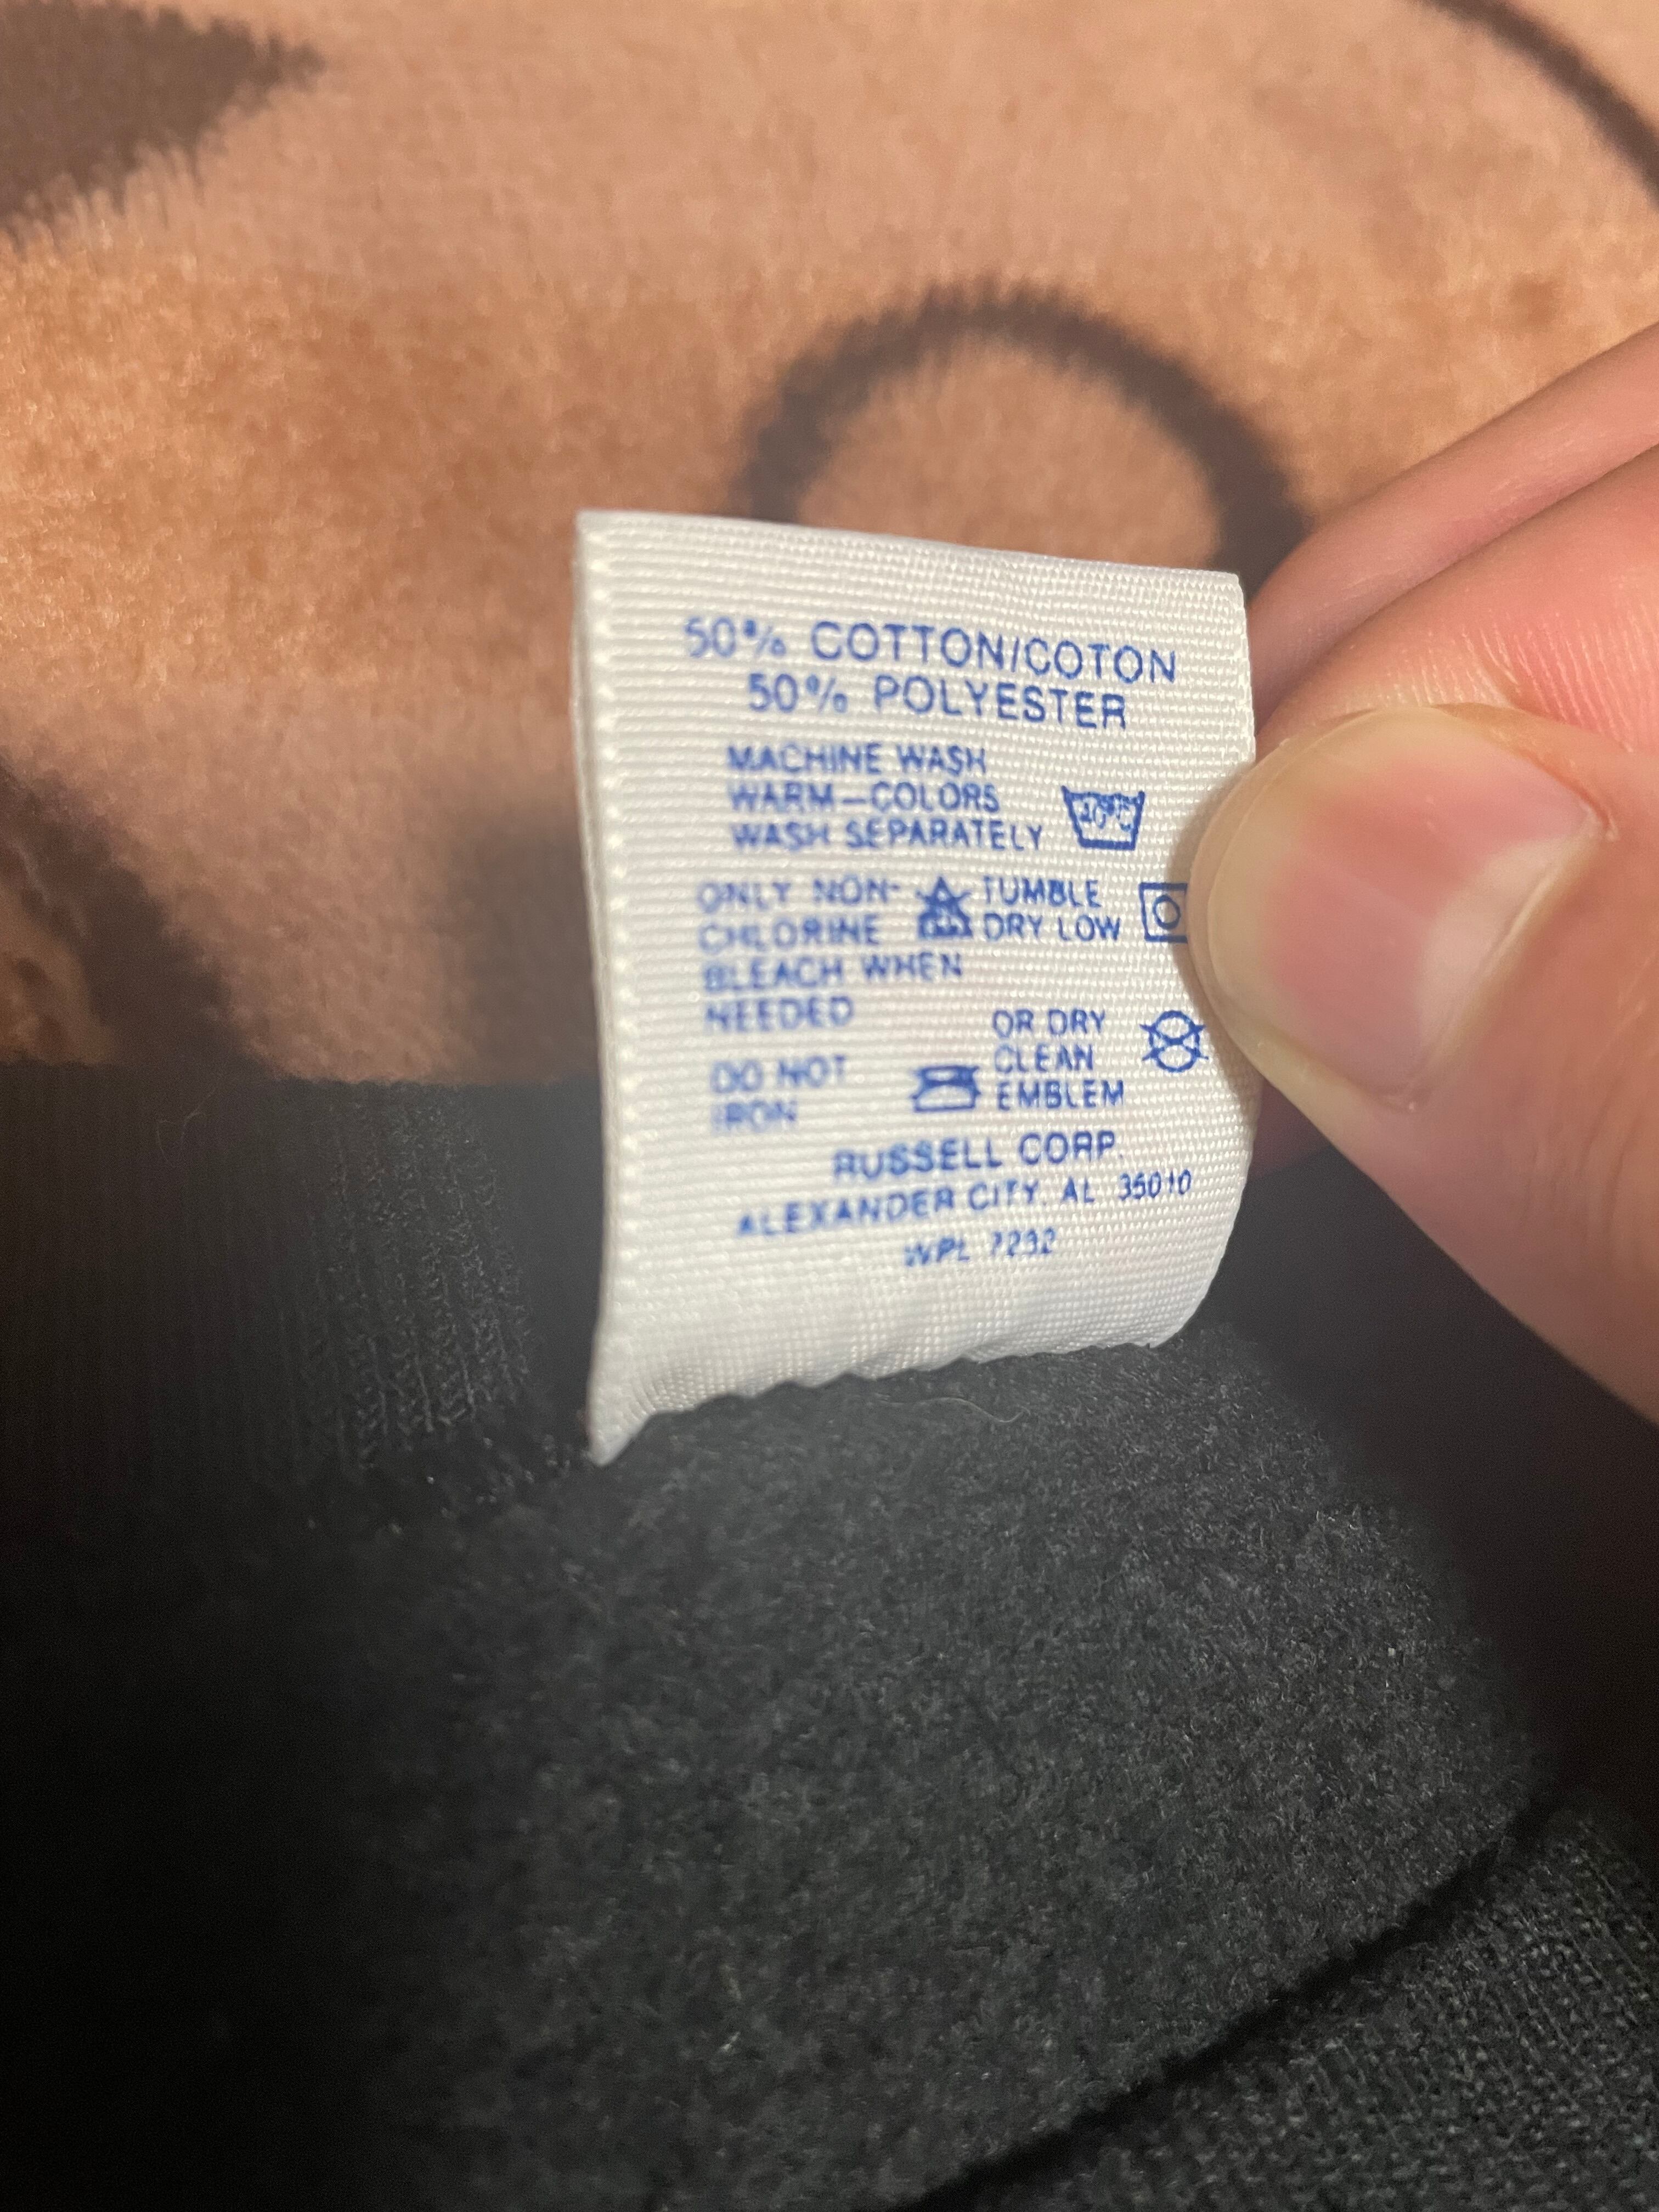 50% COTTON/COTON
50% POLYESTER
MACHINE WASH
WARM—COLORS
WASH SEPARATELY
40°C
ONLY NON-
CHLORINE
BLEACH WHEN
NEEDED
TUMBLE
DRY LOW
DO NOT
IRON
OR DRY
CLEAN
EMBLEM
RUSSELL CORP.
ALEXANDER CITY, AL 35010
WPL 7232